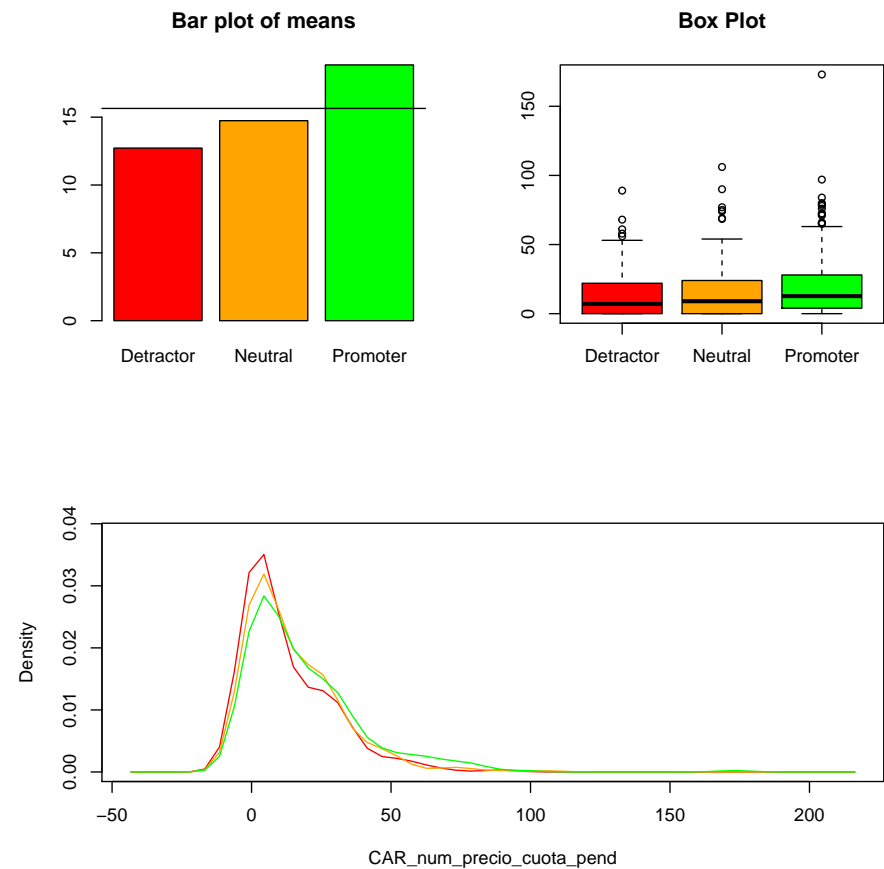 Bar plot of means
15
10
5
0
Detractor Neutral Promoter
Box Plot
150
100
50
0
Detractor Neutral Promoter
0.04
0.03
0.02
0.01
0.00
Density
−50 0 50 100 150 200
CAR_num_precio_cuota_pend